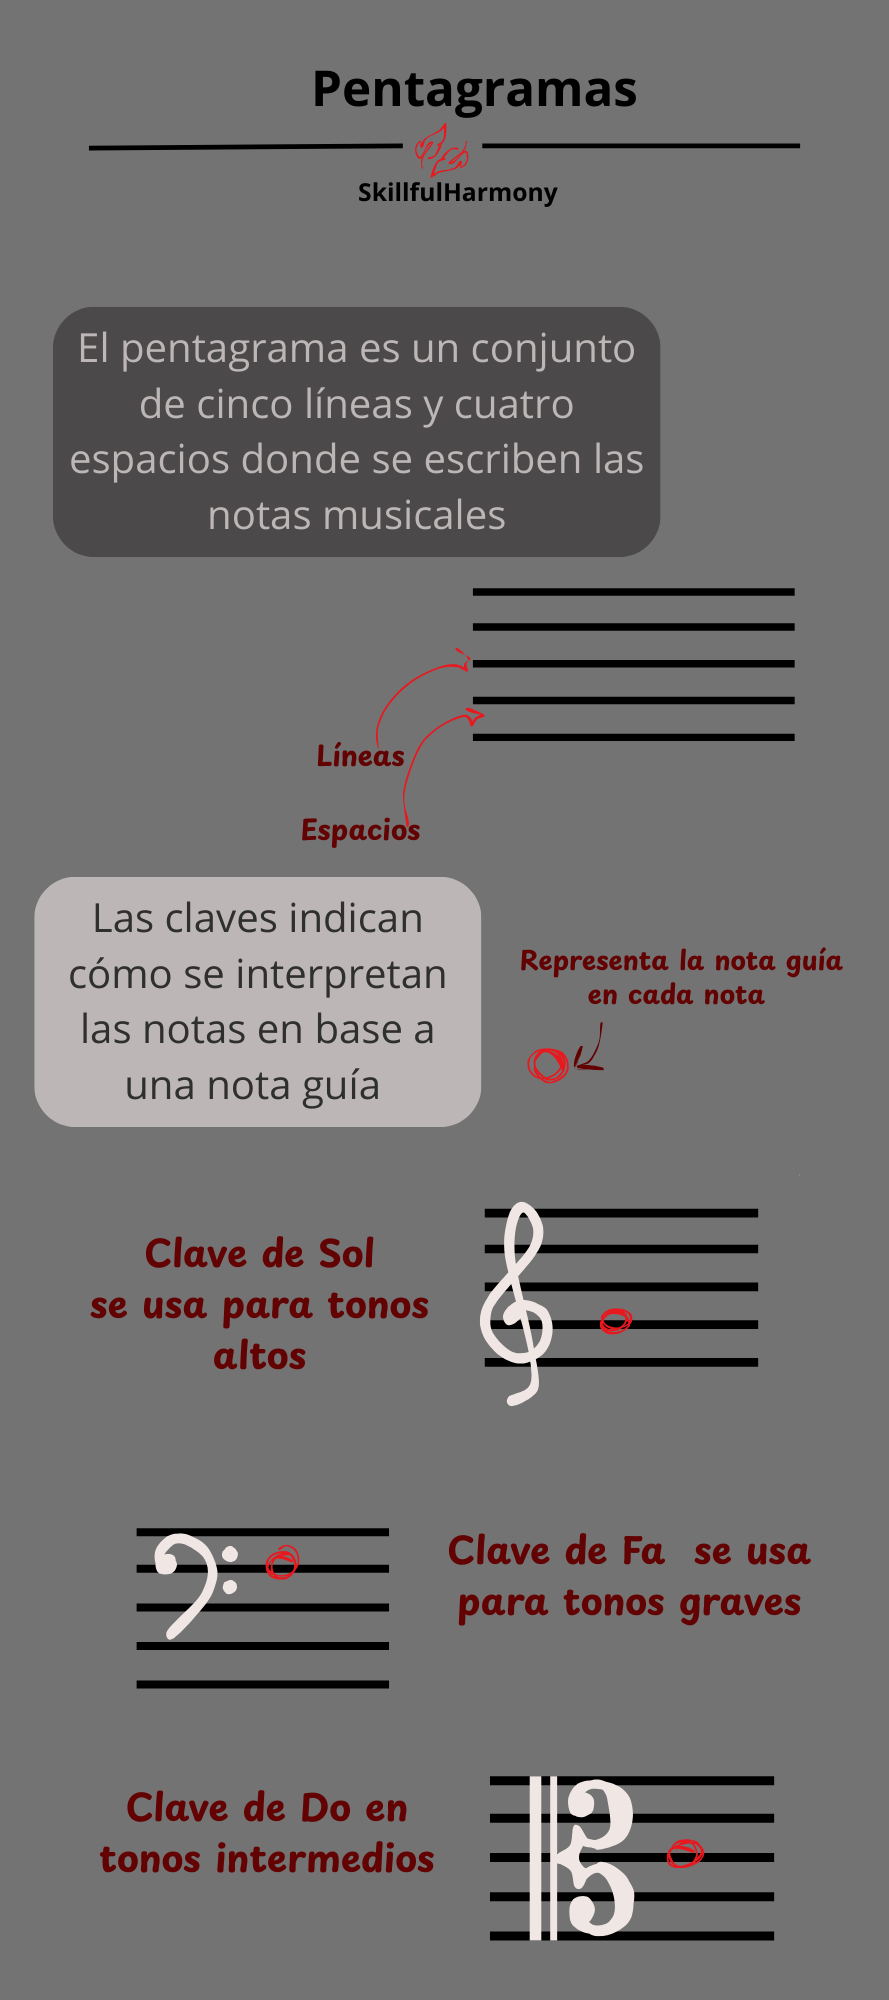 Pentagramas
SkillfulHarmony
El pentagrama es un conjunto
de cinco líneas y cuatro
espacios donde se escriben las
notas musicales
Líneas
Espacios
Las claves indican
cómo se interpretan
las notas en base a
una nota guía
Representa la nota guía
en cada nota
Clave de Sol
se usa para tonos
altos
Clave de Fa se usa
para tonos graves
Clave de Do en
tonos intermedios